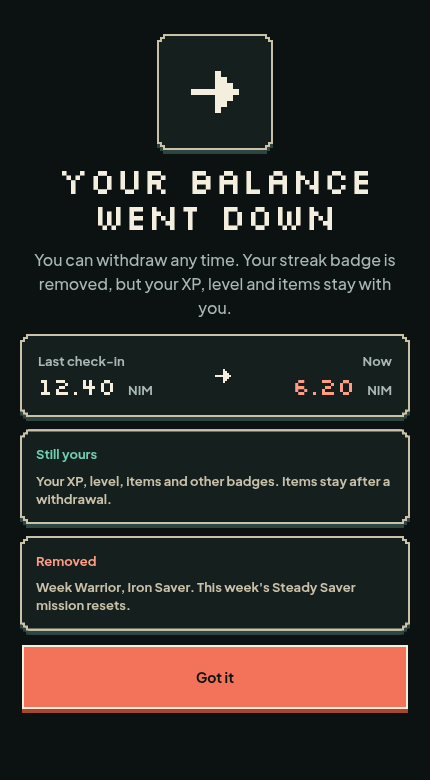 YOUR BALANCE
WENT DOWN
You can withdraw any time. Your streak badge is
removed, but your XP, level and items stay with
you.
Last check-in Now
12.40 NIM 6.20 NIM
Still yours
Your XP, level, items and other badges. Items stay after a
withdrawal.
Removed
Week Warrior, Iron Saver. This week's Steady Saver
mission resets.
Got it